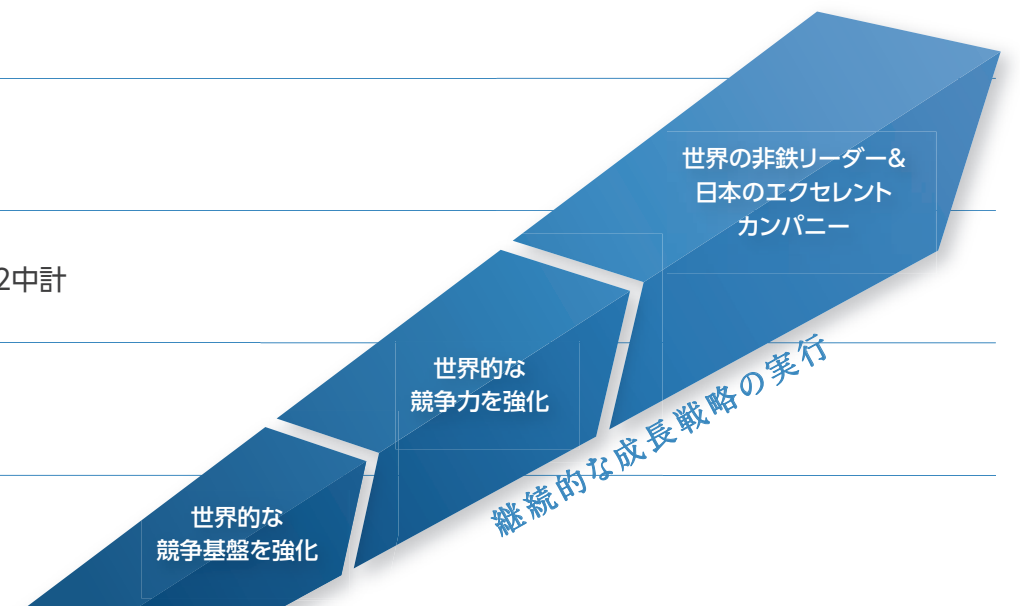 世界の非鉄リーダー&
日本のエクセレント
カンパニー
2中計
世界的な
競争力を強化
継続的な成長戦略の実行
世界的な
競争基盤を強化